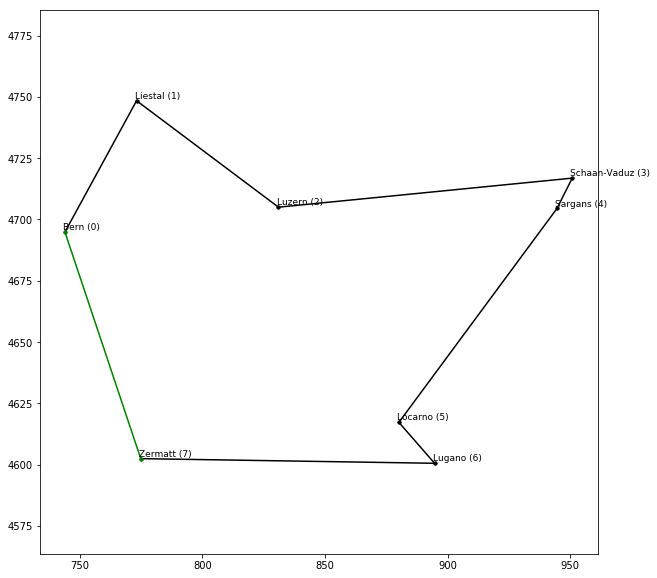 4775
4750
4725
4700
4675
4650
4625
4600
4575
Liestal (1)
Schaan-Vaduz (3)
Luzern (2)
Sargans (4)
Bern (0)
Locarno (5)
Zermatt (7)
Lugano (6)
750 800 850 900 950